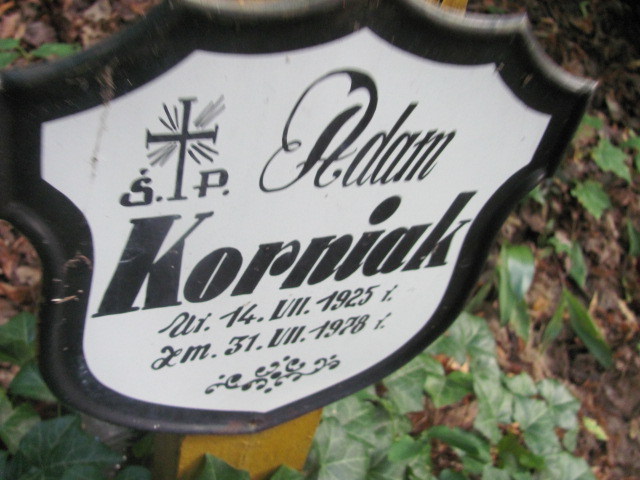 Ś.P.
Adam
Korniak
Ur. 14. VII. 1925 r.
zm. 31. VII. 1978 r.